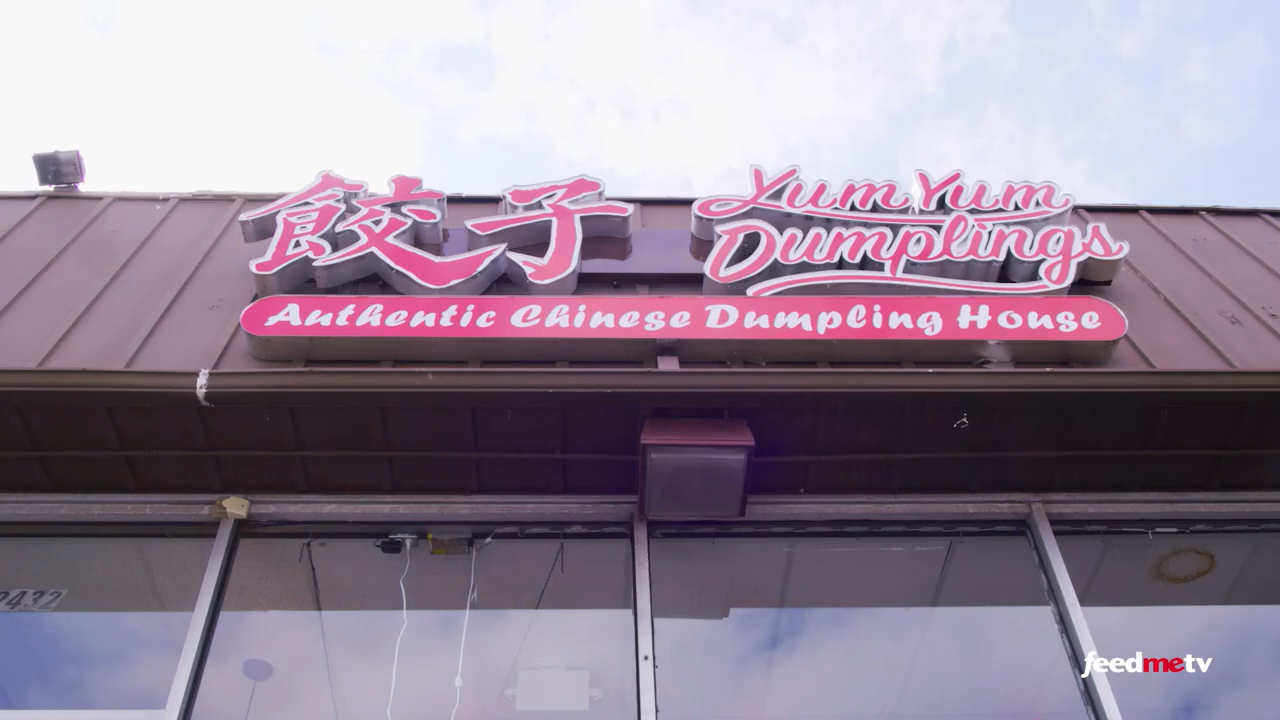 餃子
Yum Yum
Dumplings
Authentic Chinese Dumpling House
2432
feedmetv